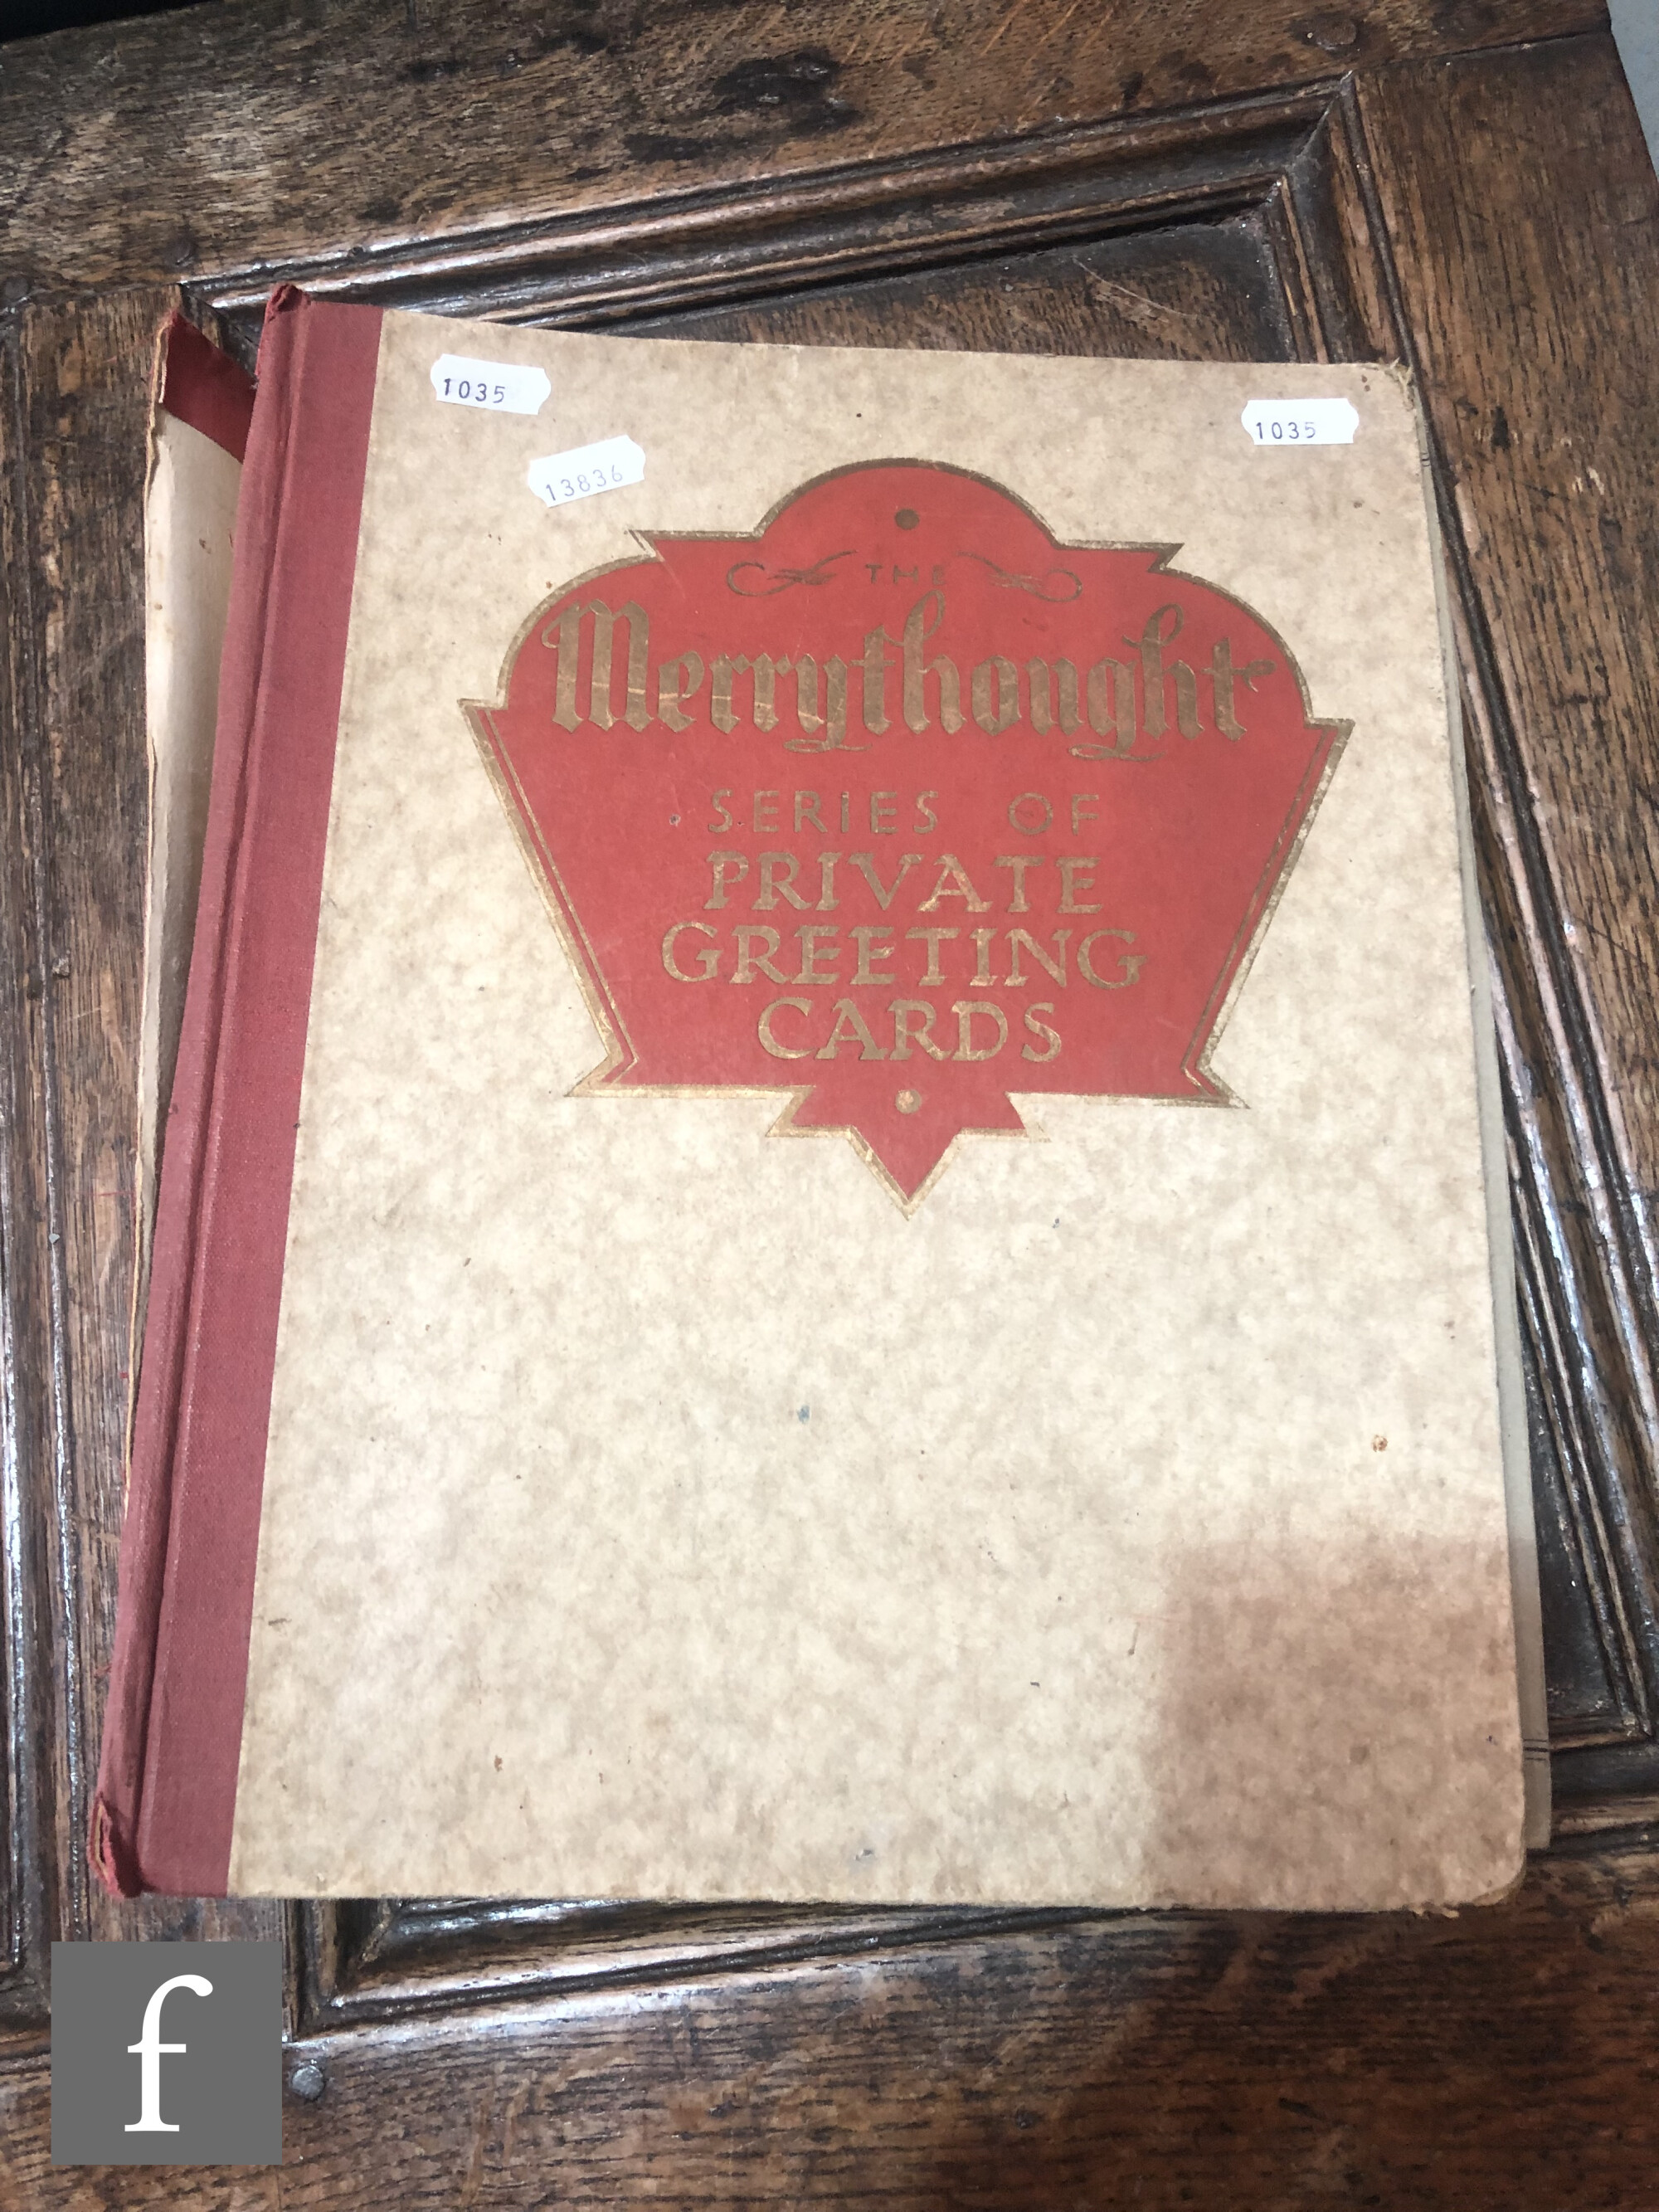 1035
1035
13836
THE
Merrythought
SERIES OF
PRIVATE
GREETING
CARDS
f